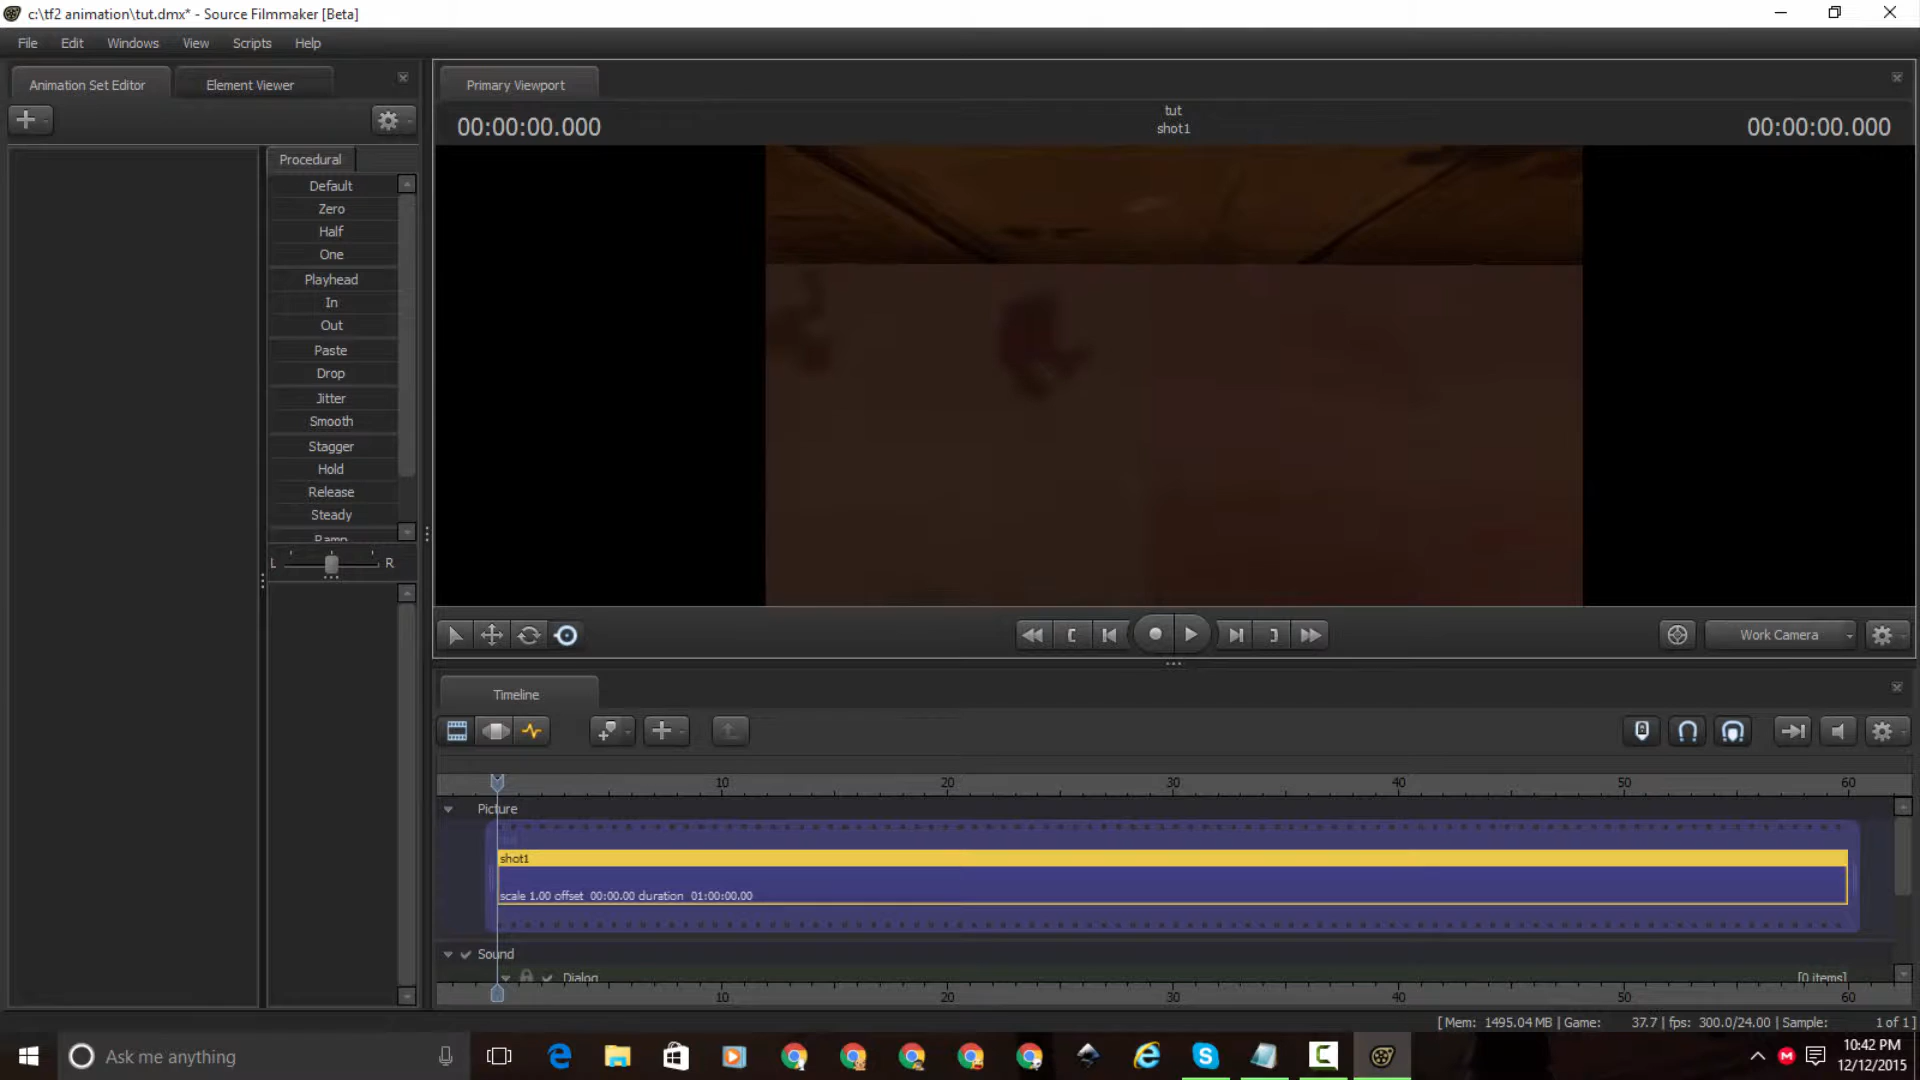 c:\tf2 animation\tut.dmx* - Source Filmmaker [Beta]
File Edit Windows View Scripts Help
Animation Set Editor Element Viewer
Primary Viewport
00:00:00.000
tut
shot1
00:00:00.000
Procedural
Default
Zero
Half
One
Playhead
In
Out
Paste
Drop
Jitter
Smooth
Stagger
Hold
Release
Steady
Ramp
L R
Work Camera
Timeline
10 20 30 40 50 60
Picture
shot1
scale 1.00 offset 00:00.00 duration 01:00:00.00
Sound
Dialog [0 items]
10 20 30 40 50 60
[ Mem: 1495.04 MB | Game: 37.7 | fps: 300.0/24.00 | Sample: 1 of 1 ]
Ask me anything
10:42 PM
12/12/2015